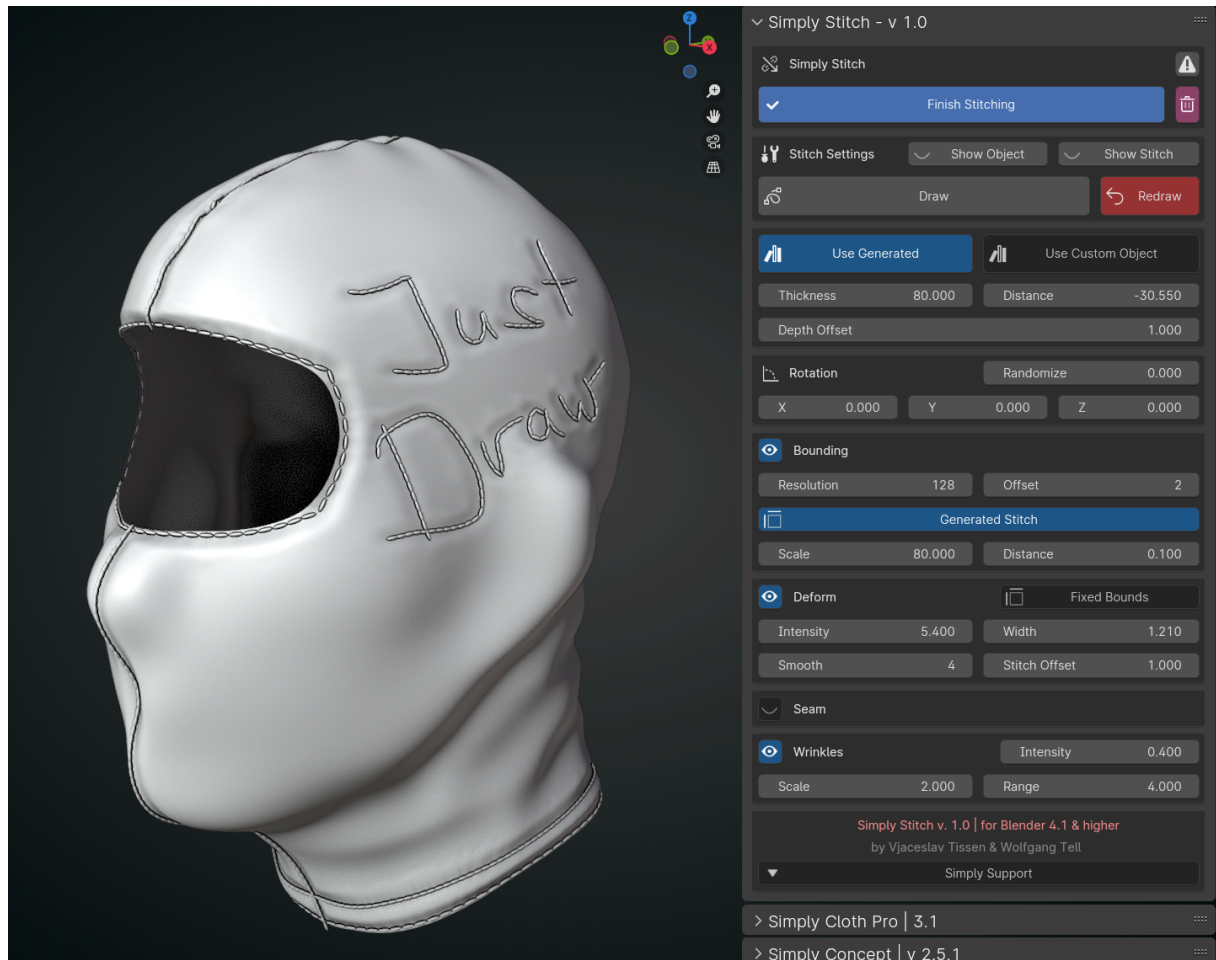 Simply Stitch - v 1.0
Simply Stitch
Finish Stitching
Stitch Settings Show Object Show Stitch
Draw Redraw
Use Generated Use Custom Object
Thickness 80.000 Distance -30.550
Depth Offset 1.000
Rotation Randomize 0.000
X 0.000 Y 0.000 Z 0.000
Bounding
Resolution 128 Offset 2
Generated Stitch
Scale 80.000 Distance 0.100
Deform Fixed Bounds
Intensity 5.400 Width 1.210
Smooth 4 Stitch Offset 1.000
Seam
Wrinkles Intensity 0.400
Scale 2.000 Range 4.000
Simply Stitch v. 1.0 | for Blender 4.1 & higher
by Vjaceslav Tissen & Wolfgang Tell
Simply Support
Simply Cloth Pro | 3.1
Simply Concept | v 2.5.1
Z
X
Just
Draw